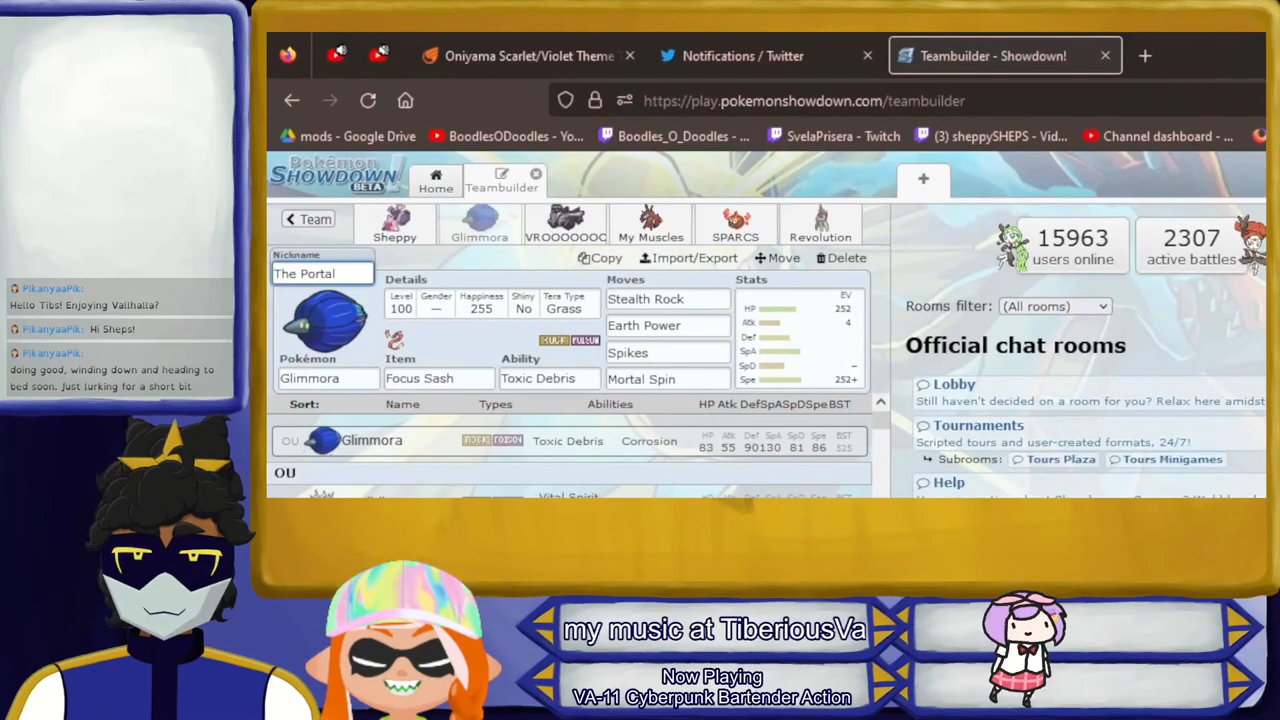 Oniyama Scarlet/Violet Theme
Notifications / Twitter
Teambuilder - Showdown!
https://play.pokemonshowdown.com/teambuilder
mods - Google Drive
BoodlesODoodles - Yo...
Boodles_O_Doodles - ...
SvelaPrisera - Twitch
(3) sheppySHEPS - Vid...
Channel dashboard - ...
Pokémon
SHOWDOWN!
BETA
Home
Teambuilder
Team
Sheppy
Glimmora
VROOOOOOC
My Muscles
SPARCS
Revolution
15963
users online
2307
active battles
Nickname
The Portal
Copy
Import/Export
Move
Delete
Details
Level
100
Gender
—
Happiness
255
Shiny
No
Tera Type
Grass
ROCK POISON
Pokémon
Glimmora
Item
Focus Sash
Ability
Toxic Debris
Moves
Stealth Rock
Earth Power
Spikes
Mortal Spin
Stats
EV
HP 252
Atk 4
Def
SpA
SpD –
Spe 252+
Sort: Name Types Abilities HP Atk Def SpA SpD Spe BST
OU Glimmora ROCK POISON Toxic Debris Corrosion HP 83 Atk 55 Def 90 SpA 130 SpD 81 Spe 86 BST 525
OU
Vital Spirit
Rooms filter: (All rooms)
Official chat rooms
Lobby
Still haven't decided on a room for you? Relax here amidst
Tournaments
Scripted tours and user-created formats, 24/7!
Subrooms: Tours Plaza Tours Minigames
Help
PikanyaaPik:
Hello Tibs! Enjoying Vallhalla?
PikanyaaPik: Hi Sheps!
PikanyaaPik:
doing good, winding down and heading to
bed soon. Just lurking for a short bit
my music at TiberiousVa
Now Playing
VA-11 Cyberpunk Bartender Action